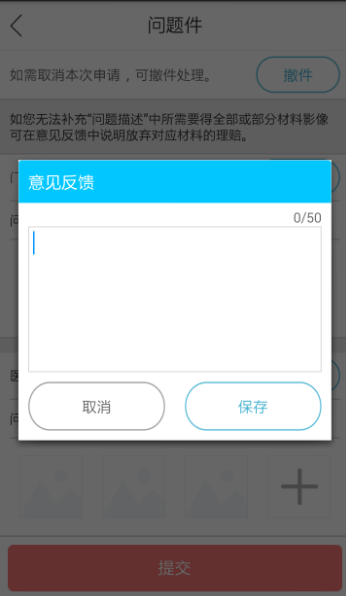 问题件
如需取消本次申请，可撤件处理。
撤件
如您无法补充“问题描述”中所需要得全部或部分材料影像
可在意见反馈中说明放弃对应材料的理赔。
意见反馈
0/50
取消
保存
提交